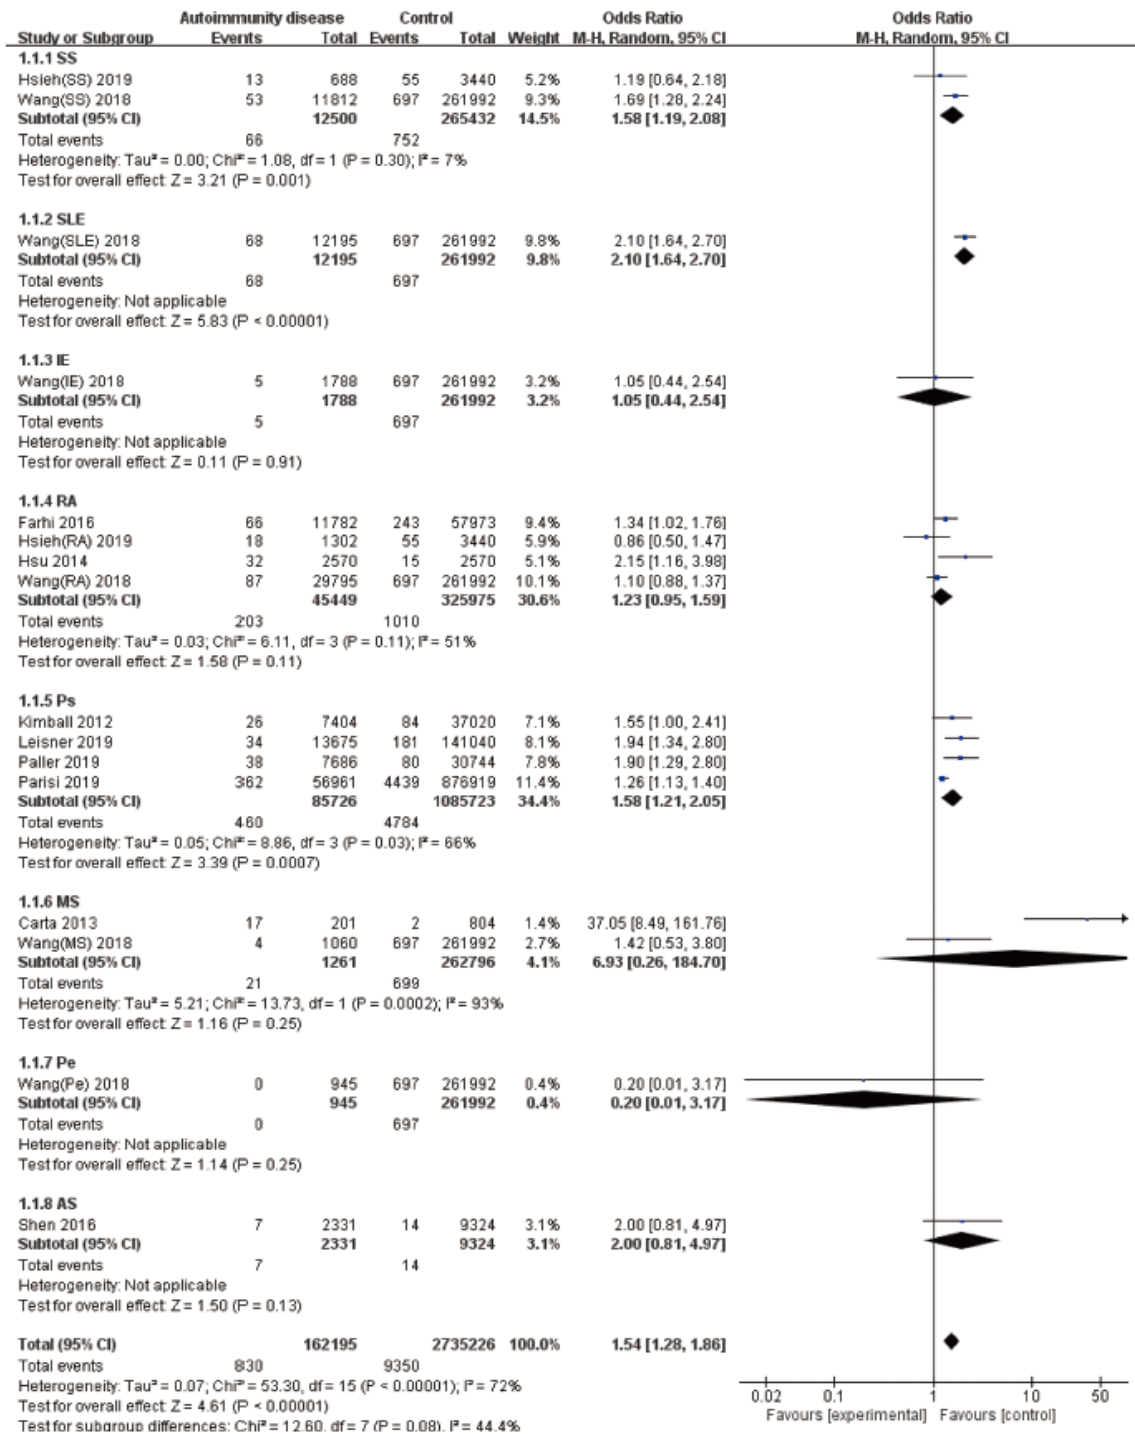 Autoimmunity disease Control Odds Ratio Odds Ratio
Study or Subgroup Events Total Events Total Weight M-H, Random, 95% CI M-H, Random, 95% CI
1.1.1 SS
Hsieh(SS) 2019 13 688 55 3440 5.2% 1.19 [0.64, 2.18]
Wang(SS) 2018 53 11812 697 261992 9.3% 1.69 [1.28, 2.24]
Subtotal (95% CI) 12500 265432 14.5% 1.58 [1.19, 2.08]
Total events 66 752
Heterogeneity: Tau² = 0.00; Chi² = 1.08, df = 1 (P = 0.30); I² = 7%
Test for overall effect: Z = 3.21 (P = 0.001)
1.1.2 SLE
Wang(SLE) 2018 68 12195 697 261992 9.8% 2.10 [1.64, 2.70]
Subtotal (95% CI) 12195 261992 9.8% 2.10 [1.64, 2.70]
Total events 68 697
Heterogeneity: Not applicable
Test for overall effect: Z = 5.83 (P < 0.00001)
1.1.3 IE
Wang(IE) 2018 5 1788 697 261992 3.2% 1.05 [0.44, 2.54]
Subtotal (95% CI) 1788 261992 3.2% 1.05 [0.44, 2.54]
Total events 5 697
Heterogeneity: Not applicable
Test for overall effect: Z = 0.11 (P = 0.91)
1.1.4 RA
Farhi 2016 66 11782 243 57973 9.4% 1.34 [1.02, 1.76]
Hsieh(RA) 2019 18 1302 55 3440 5.9% 0.86 [0.50, 1.47]
Hsu 2014 32 2570 15 2570 5.1% 2.15 [1.16, 3.98]
Wang(RA) 2018 87 29795 697 261992 10.1% 1.10 [0.88, 1.37]
Subtotal (95% CI) 45449 325975 30.6% 1.23 [0.95, 1.59]
Total events 203 1010
Heterogeneity: Tau² = 0.03; Chi² = 6.11, df = 3 (P = 0.11); I² = 51%
Test for overall effect: Z = 1.58 (P = 0.11)
1.1.5 Ps
Kimball 2012 26 7404 84 37020 7.1% 1.55 [1.00, 2.41]
Leisner 2019 34 13675 181 141040 8.1% 1.94 [1.34, 2.80]
Paller 2019 38 7686 80 30744 7.8% 1.90 [1.29, 2.80]
Parisi 2019 362 56961 4439 876919 11.4% 1.26 [1.13, 1.40]
Subtotal (95% CI) 85726 1085723 34.4% 1.58 [1.21, 2.05]
Total events 460 4784
Heterogeneity: Tau² = 0.05; Chi² = 8.86, df = 3 (P = 0.03); I² = 66%
Test for overall effect: Z = 3.39 (P = 0.0007)
1.1.6 MS
Carta 2013 17 201 2 804 1.4% 37.05 [8.49, 161.76]
Wang(MS) 2018 4 1060 697 261992 2.7% 1.42 [0.53, 3.80]
Subtotal (95% CI) 1261 262796 4.1% 6.93 [0.26, 184.70]
Total events 21 699
Heterogeneity: Tau² = 5.21; Chi² = 13.73, df = 1 (P = 0.0002); I² = 93%
Test for overall effect: Z = 1.16 (P = 0.25)
1.1.7 Pe
Wang(Pe) 2018 0 945 697 261992 0.4% 0.20 [0.01, 3.17]
Subtotal (95% CI) 945 261992 0.4% 0.20 [0.01, 3.17]
Total events 0 697
Heterogeneity: Not applicable
Test for overall effect: Z = 1.14 (P = 0.25)
1.1.8 AS
Shen 2016 7 2331 14 9324 3.1% 2.00 [0.81, 4.97]
Subtotal (95% CI) 2331 9324 3.1% 2.00 [0.81, 4.97]
Total events 7 14
Heterogeneity: Not applicable
Test for overall effect: Z = 1.50 (P = 0.13)
Total (95% CI) 162195 2735226 100.0% 1.54 [1.28, 1.86]
Total events 830 9350
Heterogeneity: Tau² = 0.07; Chi² = 53.30, df = 15 (P < 0.00001); I² = 72%
Test for overall effect: Z = 4.61 (P < 0.00001)
Test for subgroup differences: Chi² = 12.60, df = 7 (P = 0.08), I² = 44.4%
0.02 0.1 1 10 50
Favours [experimental] Favours [control]